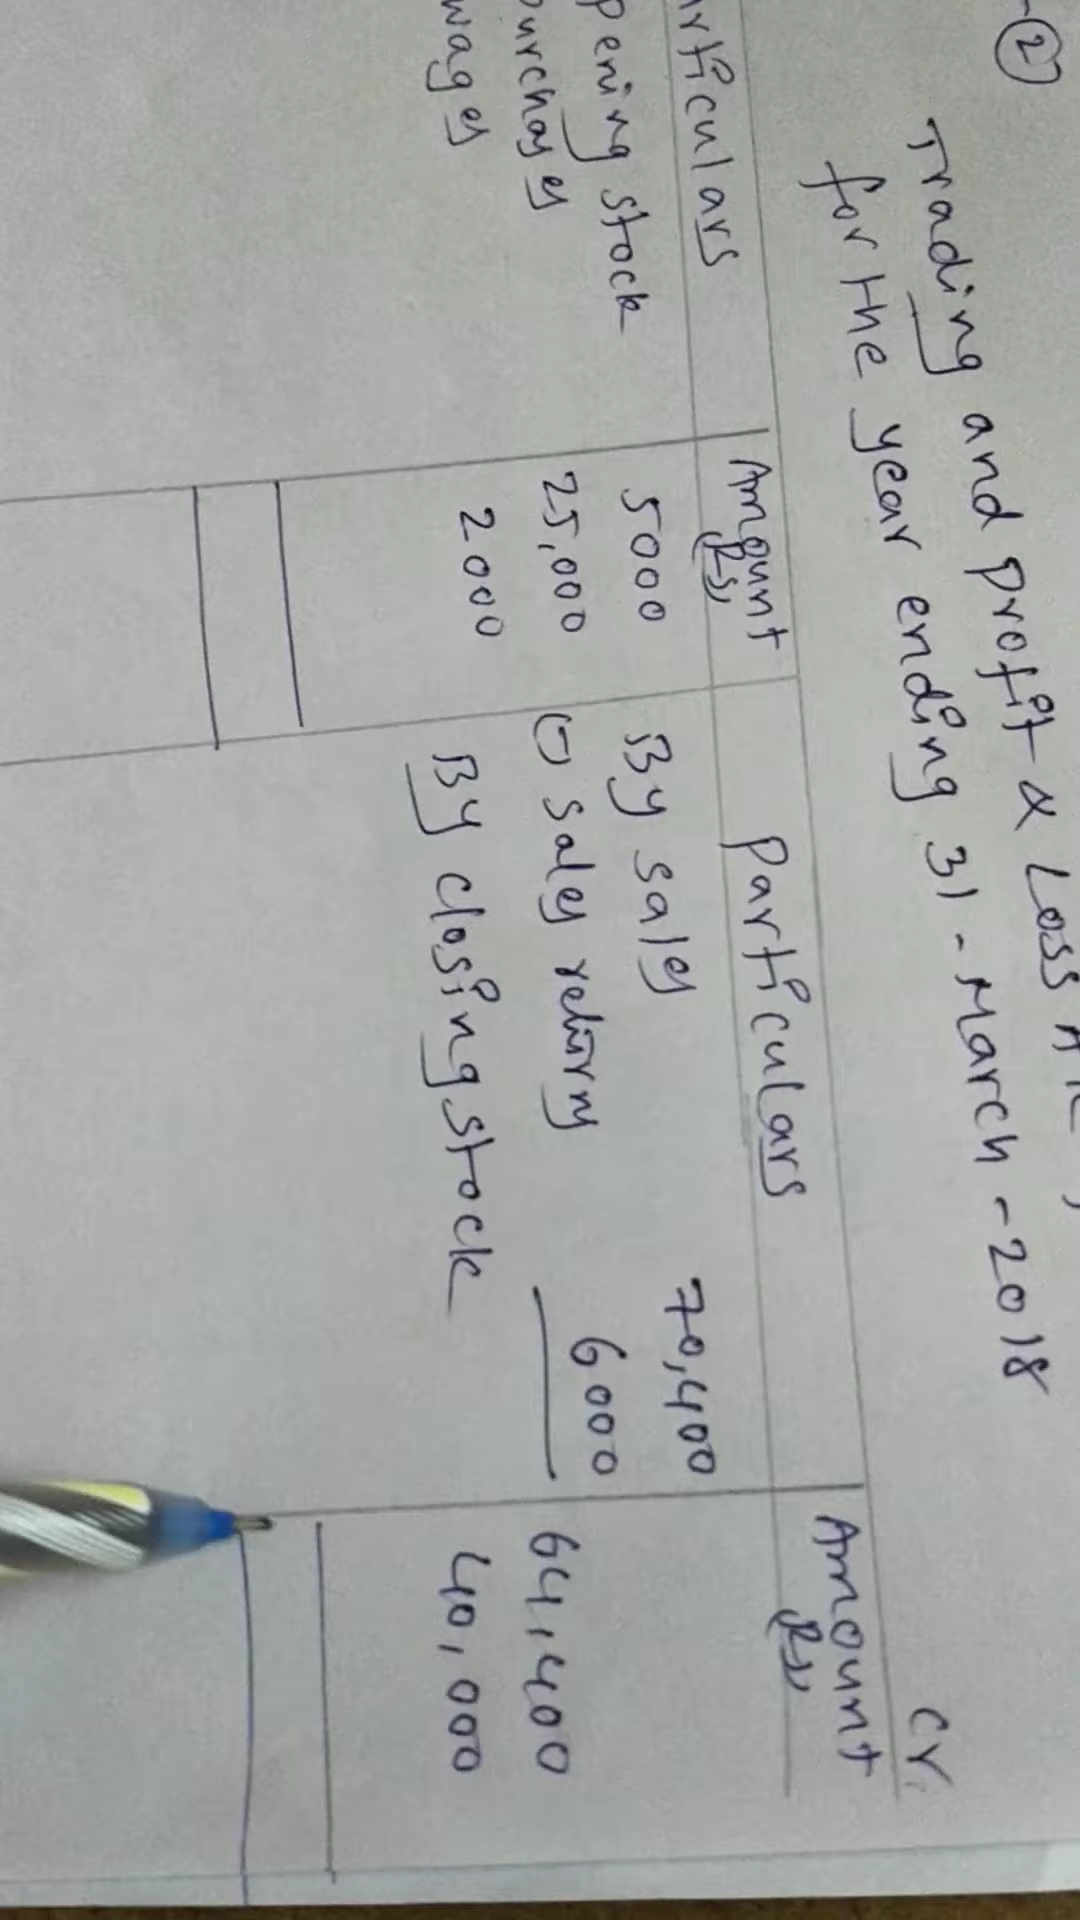 -②
Trading and profit & Loss A/c
for the year ending 31-March-2018
Cr.
articulars Amount Particulars Amount
(Rs, (Rs,
pening stock 5000 By sales 70,400
purchases 25,000 (-) sales returns 6000 64,400
wages 2000 By closing stock 40,000